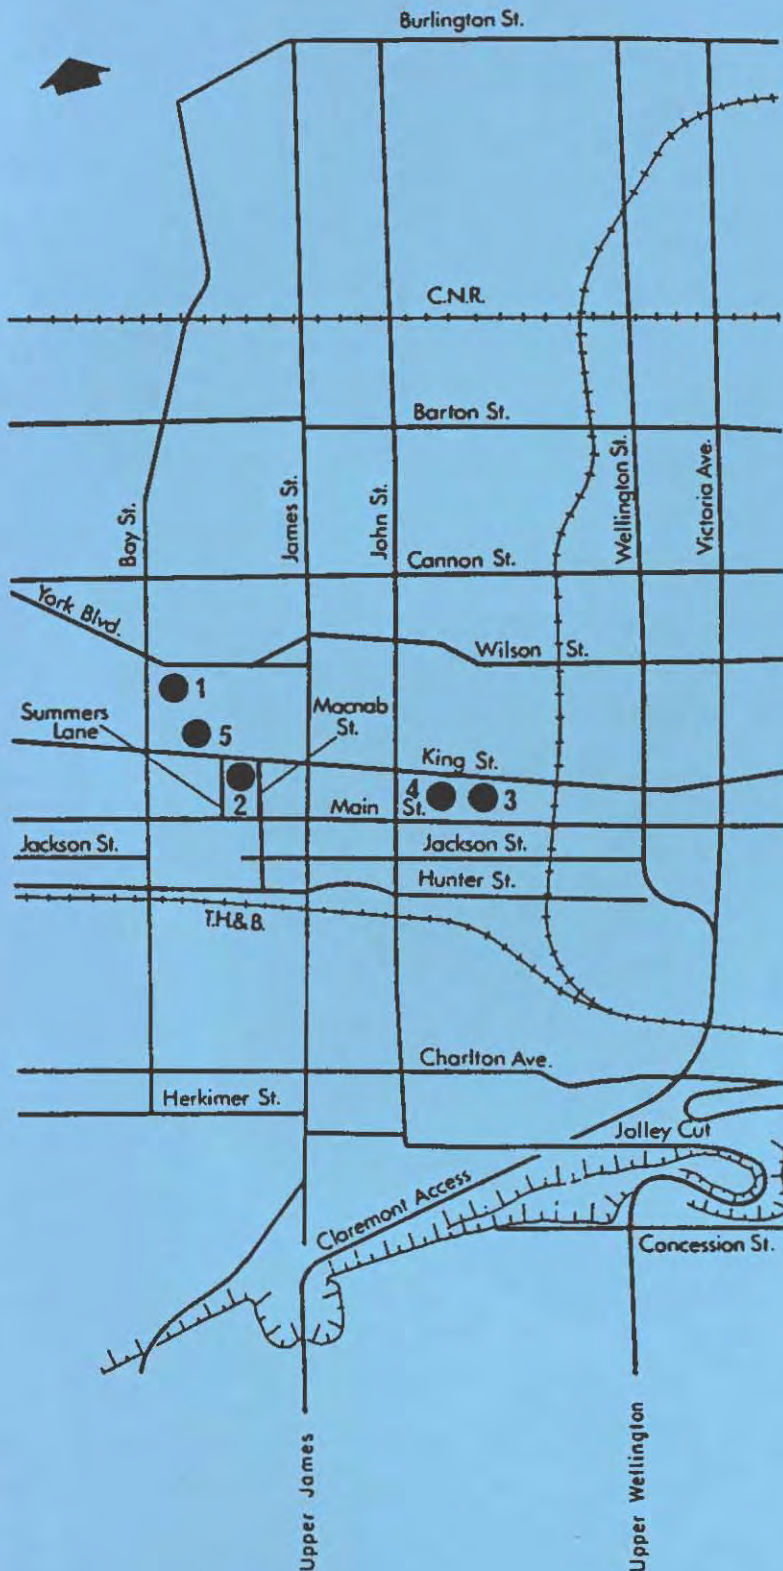 Burlington St.
C.N.R.
Barton St.
Bay St.
James St.
John St.
Wellington St.
Victoria Ave.
Cannon St.
York Blvd.
Wilson St.
1
Summers
Lane
5
Macnab
St.
King St.
2
Main St.
4
3
Jackson St.
Jackson St.
Hunter St.
T.H.& B.
Charlton Ave.
Herkimer St.
Jolley Cut
Claremont Access
Concession St.
Upper James
Upper Wellington